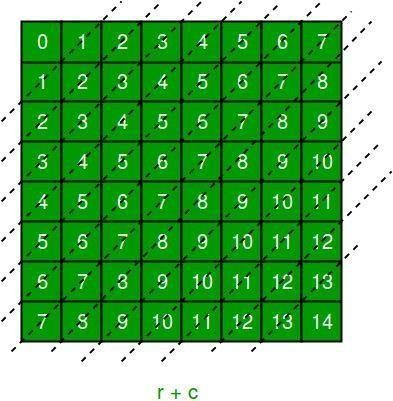 0 1 2 3 4 5 6 7
1 2 3 4 5 6 7 8
2 3 4 5 6 7 8 9
3 4 5 6 7 8 9 10
4 5 6 7 8 9 10 11
5 6 7 8 9 10 11 12
6 7 8 9 10 11 12 13
7 8 9 10 11 12 13 14
r + c